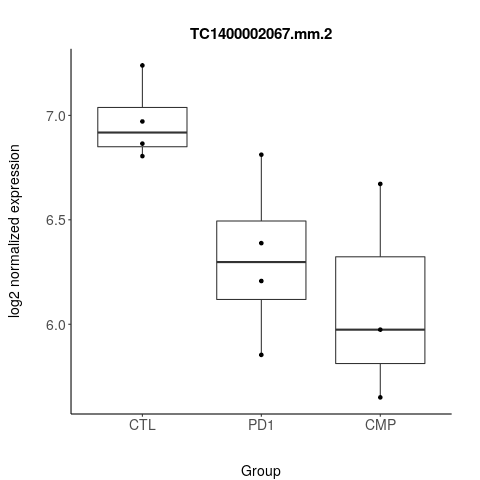 TC1400002067.mm.2
log2 normalized expression
7.0
6.5
6.0
CTL PD1 CMP
Group